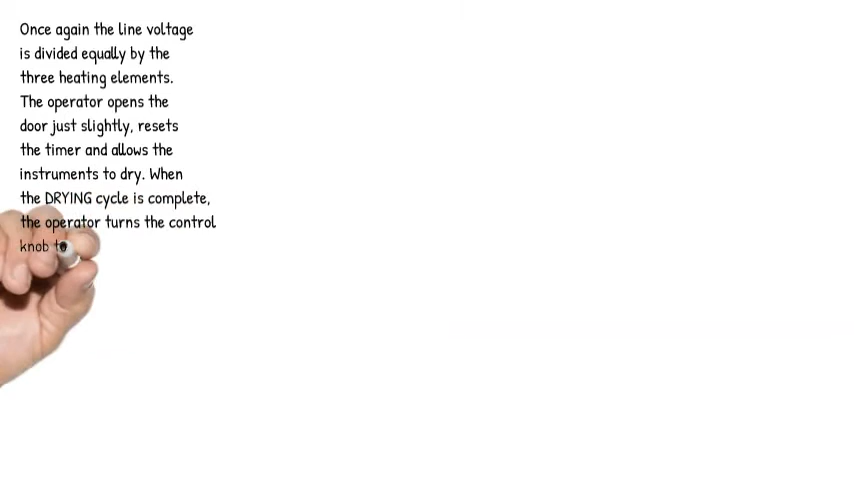 Once again the line voltage
is divided equally by the
three heating elements.
The operator opens the
door just slightly, resets
the timer and allows the
instruments to dry. When
the DRYING cycle is complete,
the operator turns the control
knob to